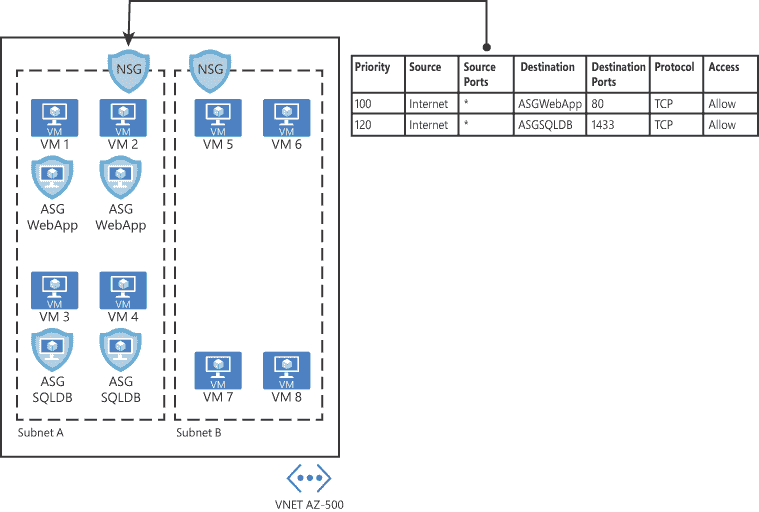 NSG
NSG
Priority Source Source Ports Destination Destination Ports Protocol Access
100 Internet * ASGWebApp 80 TCP Allow
120 Internet * ASGSQLDB 1433 TCP Allow
VM VM VM VM
VM 1 VM 2 VM 5 VM 6
ASG ASG
WebApp WebApp
VM VM
VM 3 VM 4
ASG ASG
SQLDB SQLDB
VM VM
VM 7 VM 8
Subnet A Subnet B
VNET AZ-500